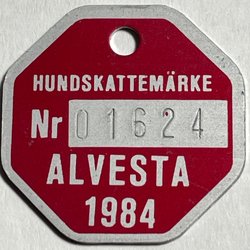 HUNDSKATTEMÄRKE
Nr 01624
ALVESTA
1984